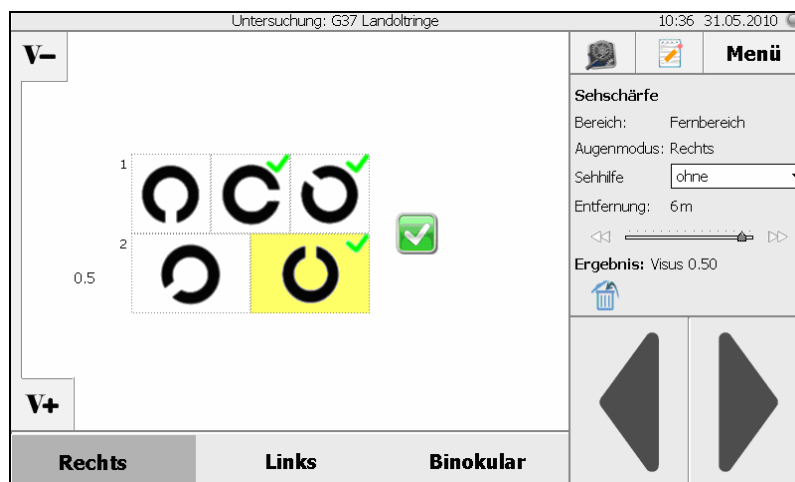 Untersuchung: G37 Landoltringe 10:36 31.05.2010
V−
Menü
Sehschärfe
Bereich: Fernbereich
Augenmodus: Rechts
Sehhilfe ohne
Entfernung: 6m
Ergebnis: Visus 0.50
1
2
0.5
V+
Rechts Links Binokular